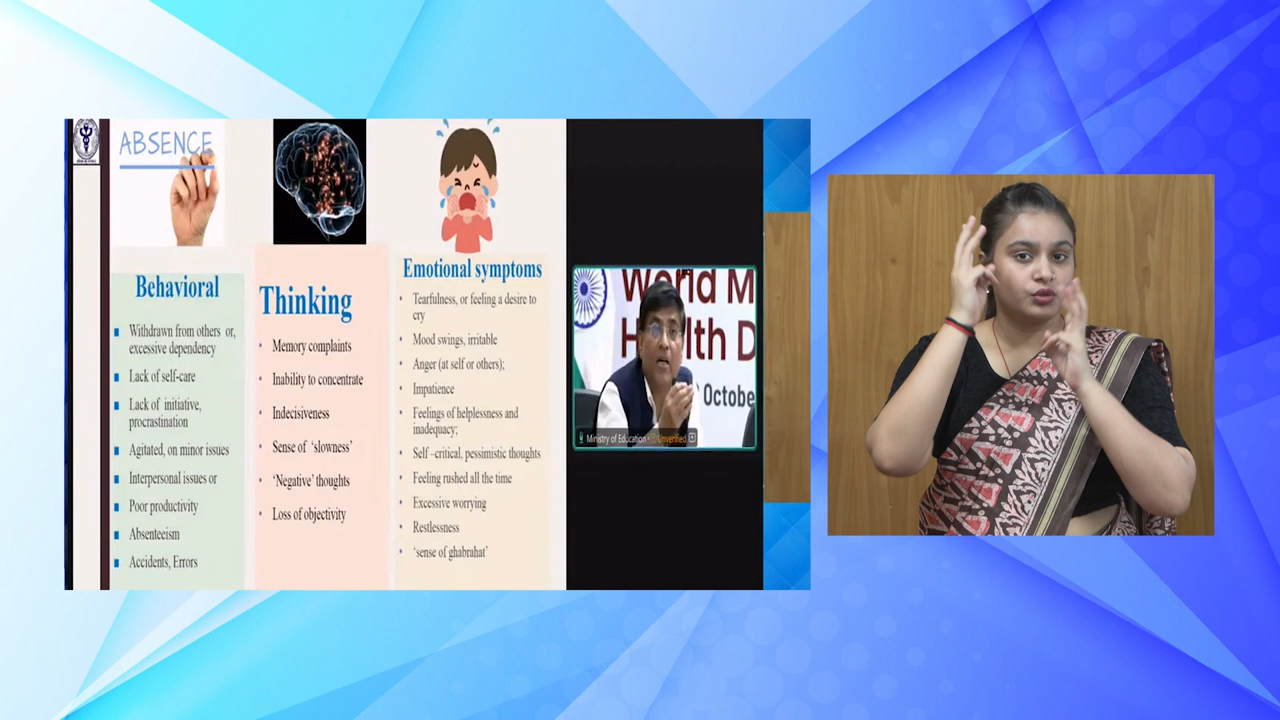 ABSENCE
Behavioral
Withdrawn from others or,
excessive dependency
Lack of self-care
Lack of initiative,
procrastination
Agitated, on minor issues
Interpersonal issues or
Poor productivity
Absenteeism
Accidents, Errors
Thinking
Memory complaints
Inability to concentrate
Indecisiveness
Sense of ‘slowness’
‘Negative’ thoughts
Loss of objectivity
Emotional symptoms
Tearfulness, or feeling a desire to
cry
Mood swings, irritable
Anger (at self or others);
Impatience
Feelings of helplessness and
inadequacy;
Self –critical, pessimistic thoughts
Feeling rushed all the time
Excessive worrying
Restlessness
‘sense of ghabrahat’
World M
Health D
Octobe
Ministry of Education - Unverified